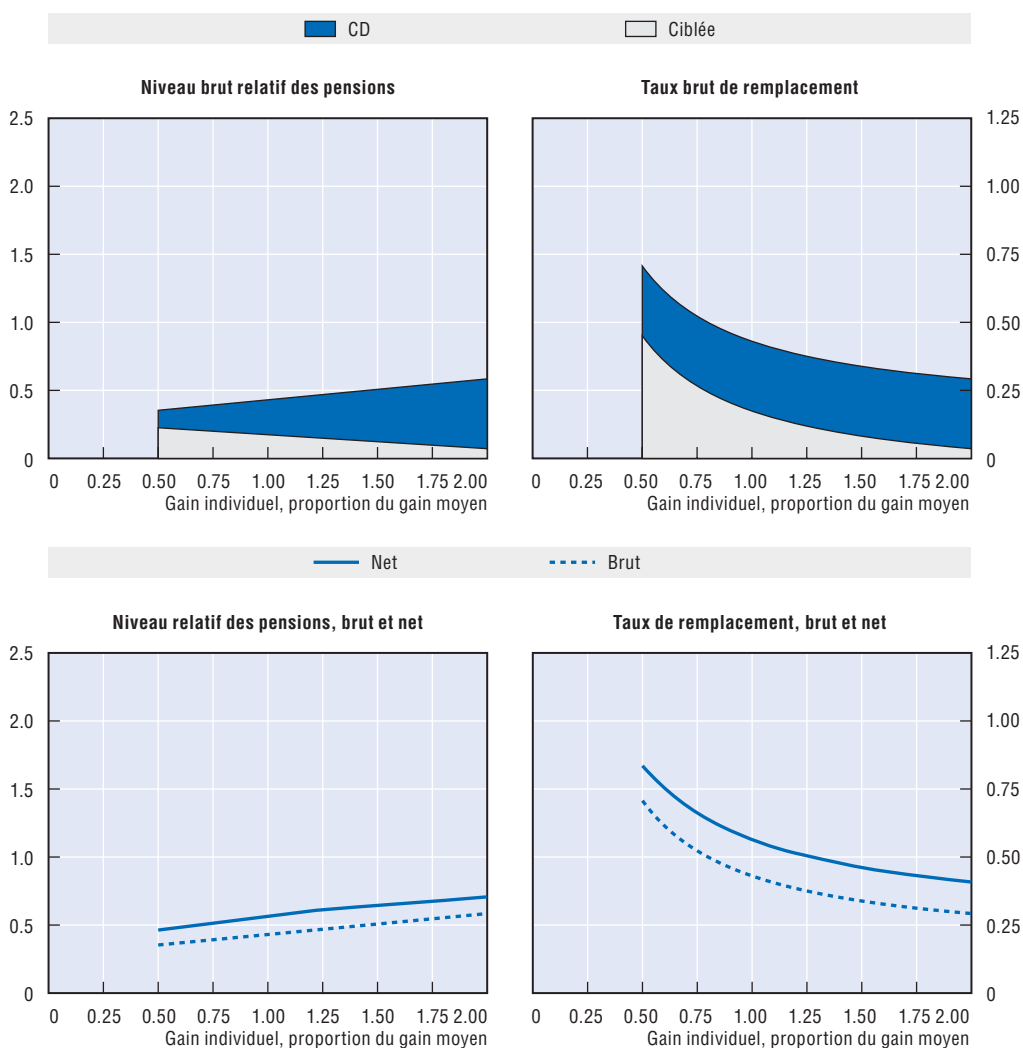 CD Ciblée
Niveau brut relatif des pensions
2.5
2.0
1.5
1.0
0.5
0
0 0.25 0.50 0.75 1.00 1.25 1.50 1.75 2.00
Gain individuel, proportion du gain moyen
Taux brut de remplacement
1.25
1.00
0.75
0.50
0.25
0
0 0.25 0.50 0.75 1.00 1.25 1.50 1.75 2.00
Gain individuel, proportion du gain moyen
Net Brut
Niveau relatif des pensions, brut et net
2.5
2.0
1.5
1.0
0.5
0
0 0.25 0.50 0.75 1.00 1.25 1.50 1.75 2.00
Gain individuel, proportion du gain moyen
Taux de remplacement, brut et net
1.25
1.00
0.75
0.50
0.25
0
0 0.25 0.50 0.75 1.00 1.25 1.50 1.75 2.00
Gain individuel, proportion du gain moyen